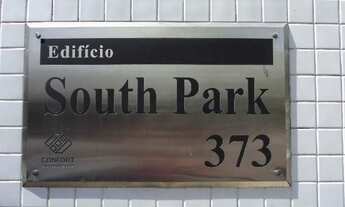 Edifício
South Park
373
CONFORT